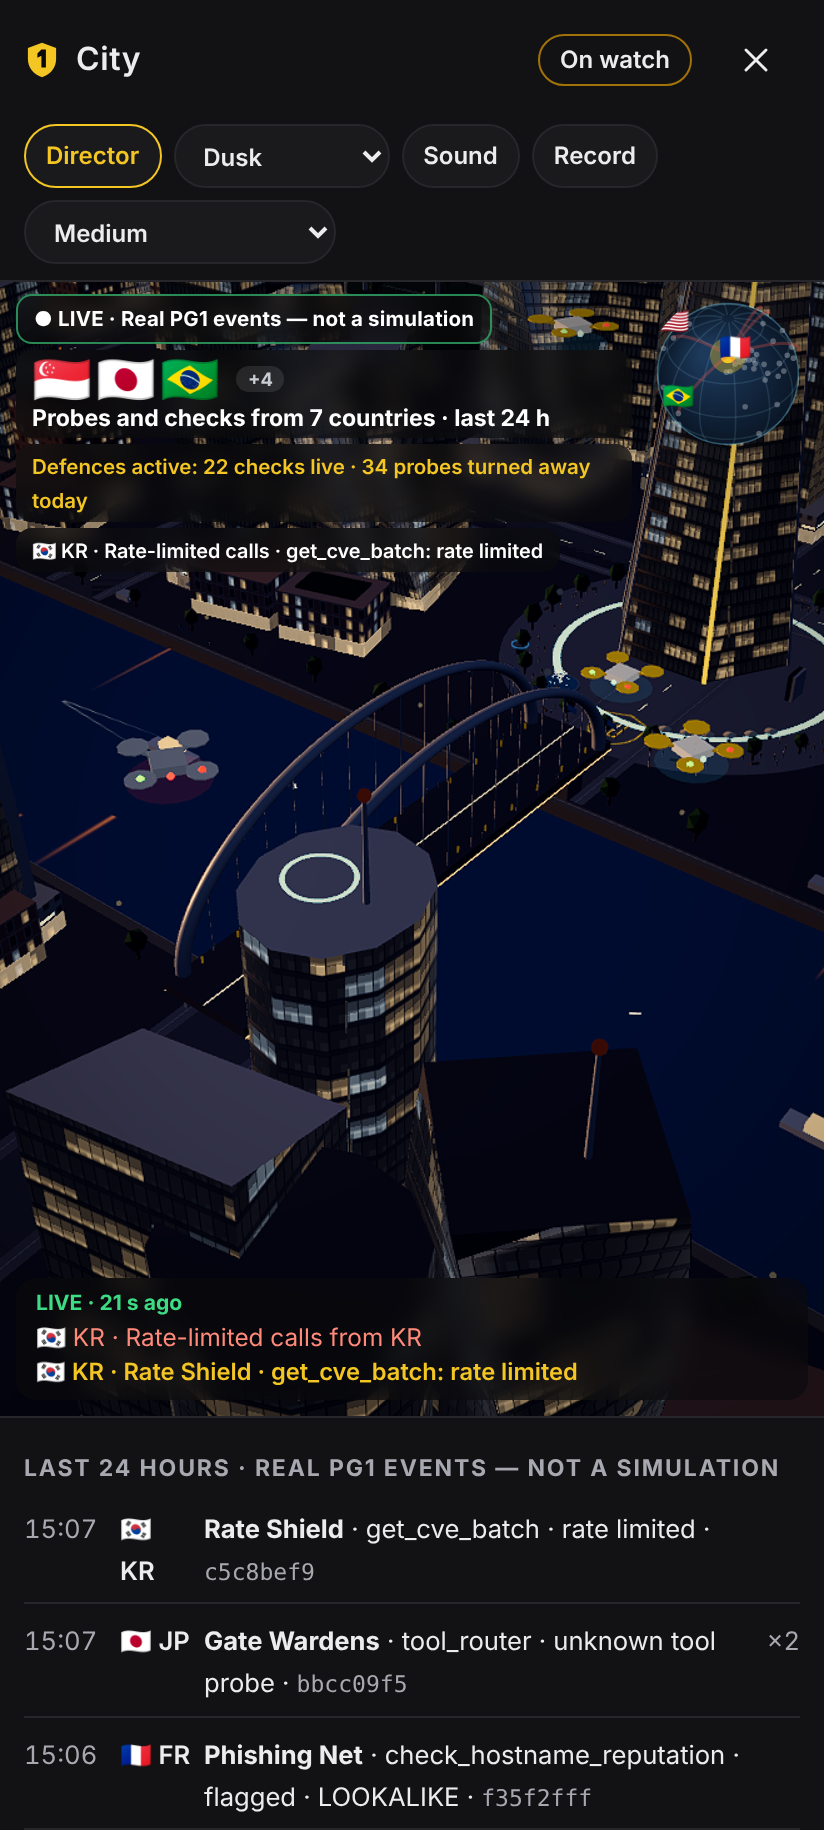 1 City
On watch
Director
Dusk
Sound
Record
Medium
LIVE · Real PG1 events — not a simulation
+4
Probes and checks from 7 countries · last 24 h
Defences active: 22 checks live · 34 probes turned away
today
KR · Rate-limited calls · get_cve_batch: rate limited
LIVE · 21 s ago
KR · Rate-limited calls from KR
KR · Rate Shield · get_cve_batch: rate limited
LAST 24 HOURS · REAL PG1 EVENTS — NOT A SIMULATION
15:07 KR Rate Shield · get_cve_batch · rate limited ·
c5c8bef9
15:07 JP Gate Wardens · tool_router · unknown tool ×2
probe · bbcc09f5
15:06 FR Phishing Net · check_hostname_reputation ·
flagged · LOOKALIKE · f35f2fff